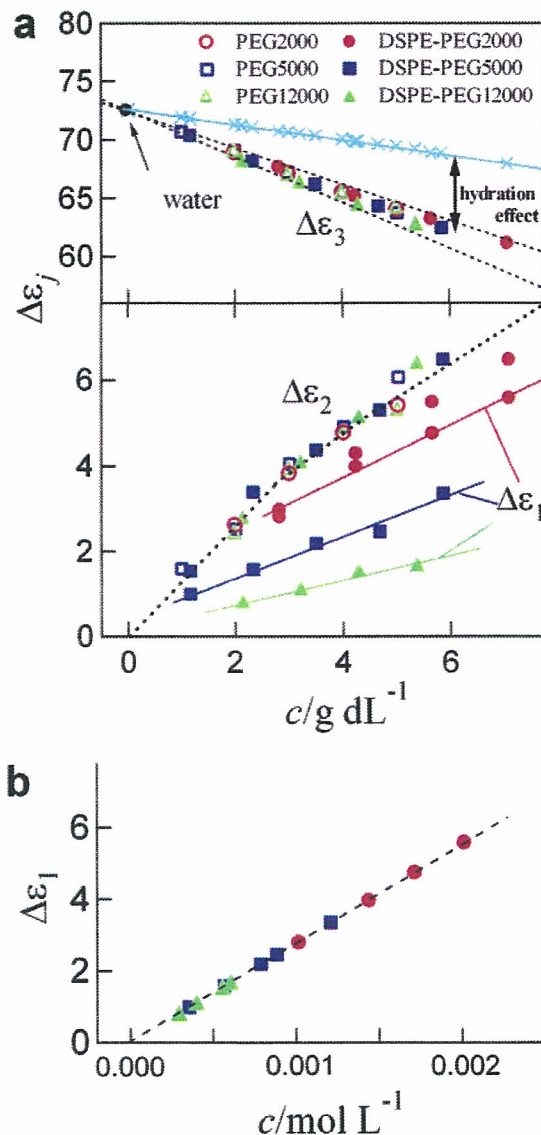 a
80
PEG2000 DSPE-PEG2000
PEG5000 DSPE-PEG5000
PEG12000 DSPE-PEG12000
75
70
water
hydration
effect
65
Δε3
60
Δεj
6
Δε2
4
Δε1
2
0
0 2 4 6
c/g dL⁻¹
b
6
Δε1
4
2
0
0.000 0.001 0.002
c/mol L⁻¹